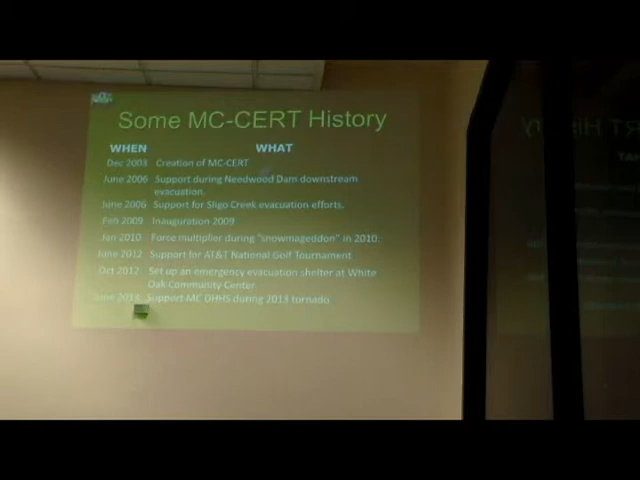 Some MC-CERT History
WHEN WHAT
Dec 2003 Creation of MC-CERT
June 2006 Support during Needwood Dam downstream
evacuation.
June 2006 Support for Sligo Creek evacuation efforts.
Feb 2009 Inauguration 2009
Jan 2010 Force multiplier during "snowmageddon" in 2010.
June 2012 Support for AT&T National Golf Tournament
Oct 2012 Set up an emergency evacuation shelter at White
Oak Community Center
June 2013 Support MC DHHS during 2013 tornado